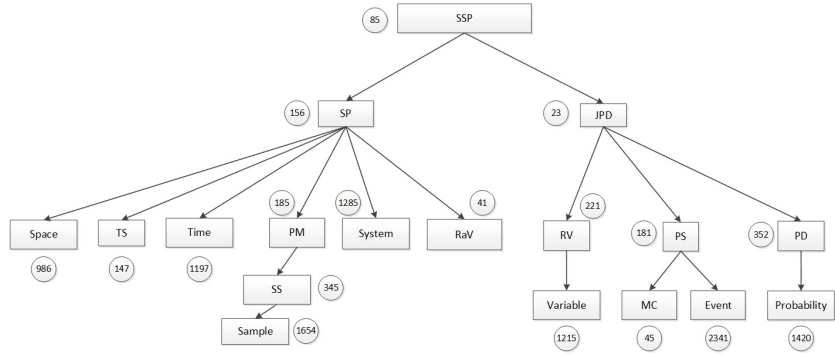 85 SSP
156 SP 23 JPD
185 1285 41 221
Space TS Time PM System RaV RV 181 PS 352 PD
986 147 1197
SS 345
Variable MC Event Probability
Sample 1654
1215 45 2341 1420